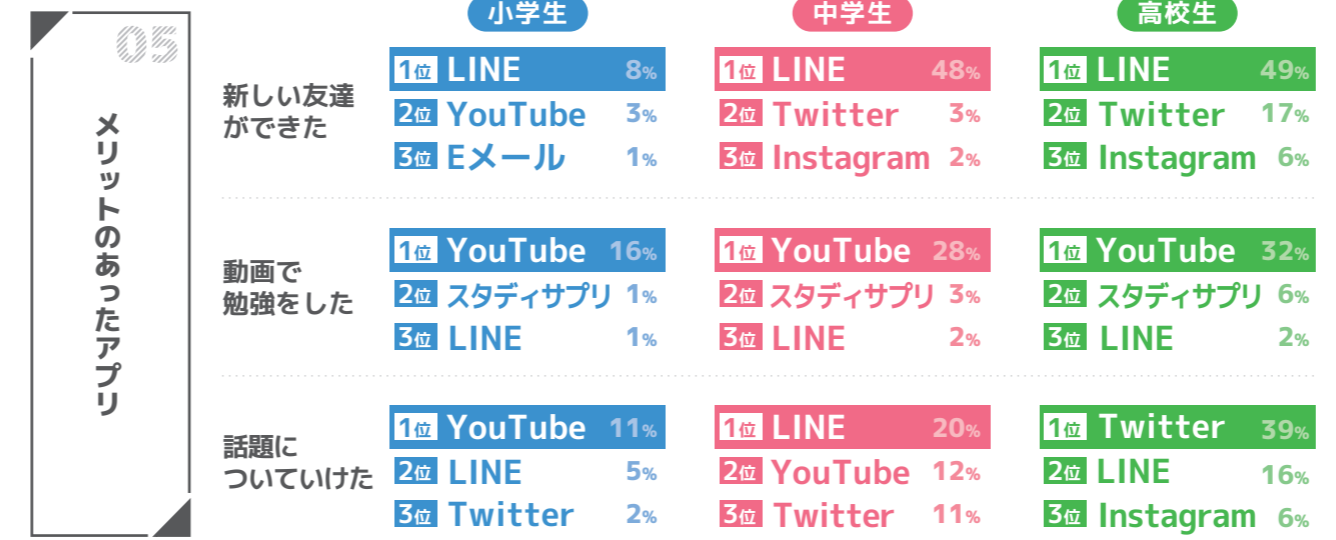 05
メリットのあったアプリ
小学生 中学生 高校生
新しい友達
ができた
1位 LINE 8%
2位 YouTube 3%
3位 Eメール 1%
1位 LINE 48%
2位 Twitter 3%
3位 Instagram 2%
1位 LINE 49%
2位 Twitter 17%
3位 Instagram 6%
動画で
勉強をした
1位 YouTube 16%
2位 スタディサプリ 1%
3位 LINE 1%
1位 YouTube 28%
2位 スタディサプリ 3%
3位 LINE 2%
1位 YouTube 32%
2位 スタディサプリ 6%
3位 LINE 2%
話題に
ついていけた
1位 YouTube 11%
2位 LINE 5%
3位 Twitter 2%
1位 LINE 20%
2位 YouTube 12%
3位 Twitter 11%
1位 Twitter 39%
2位 LINE 16%
3位 Instagram 6%